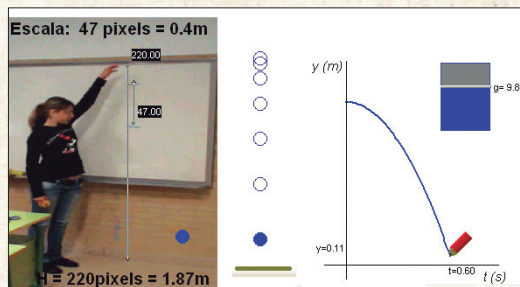 Escala: 47 pixels = 0.4m
220.00
47.00
H = 220pixels = 1.87m
y (m)
g= 9.8
y=0.11
t=0.60
t (s)